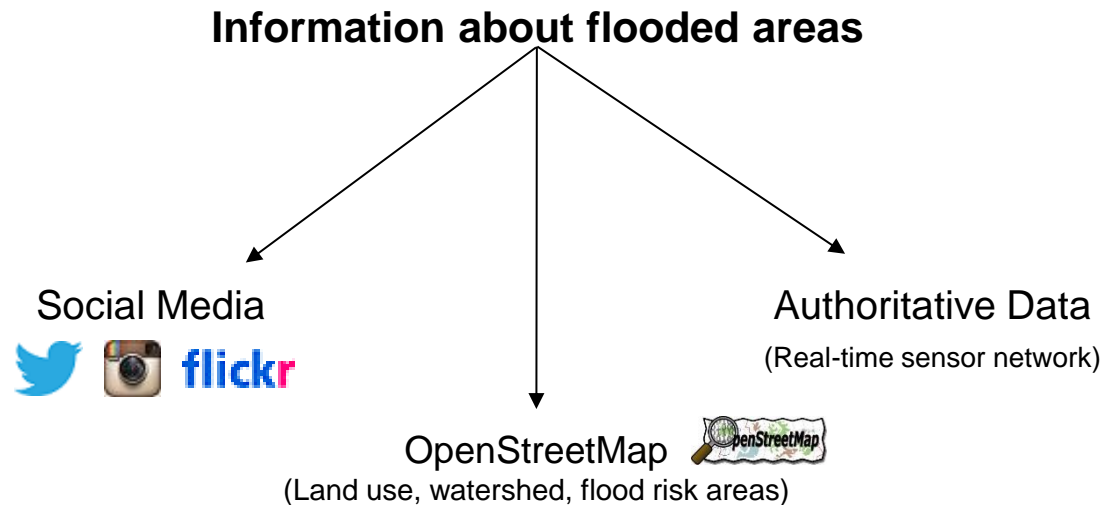 Information about flooded areas
Social Media
flickr
Authoritative Data
(Real-time sensor network)
OpenStreetMap
OpenStreetMap
(Land use, watershed, flood risk areas)